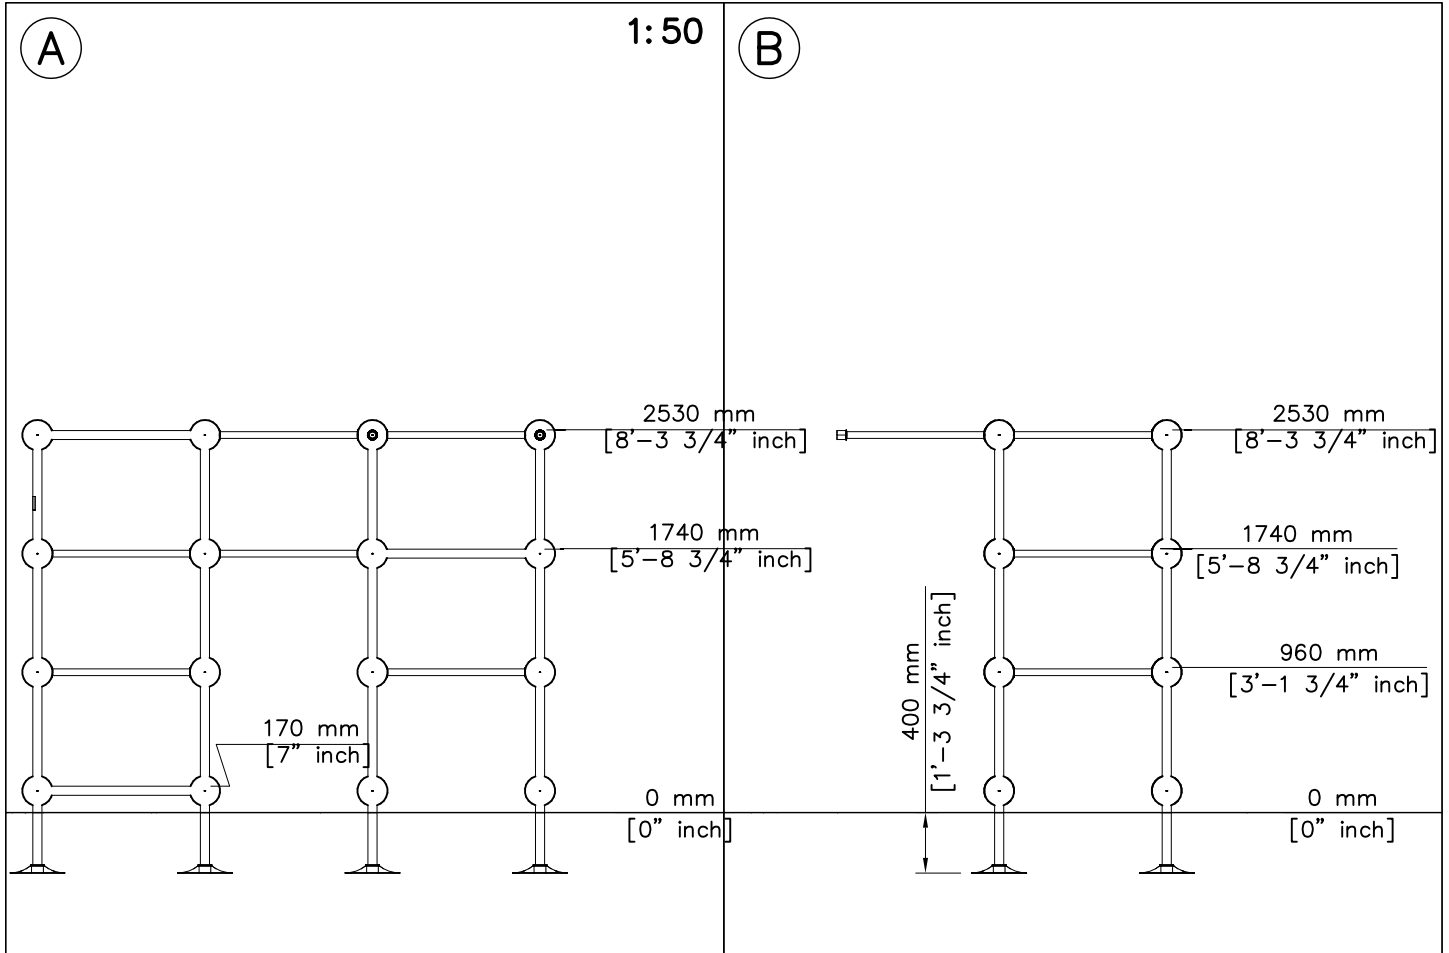 A
1:50
2530 mm
[8'-3 3/4" inch]
1740 mm
[5'-8 3/4" inch]
170 mm
[7" inch]
0 mm
[0" inch]
B
2530 mm
[8'-3 3/4" inch]
1740 mm
[5'-8 3/4" inch]
960 mm
[3'-1 3/4" inch]
400 mm
[1'-3 3/4" inch]
0 mm
[0" inch]